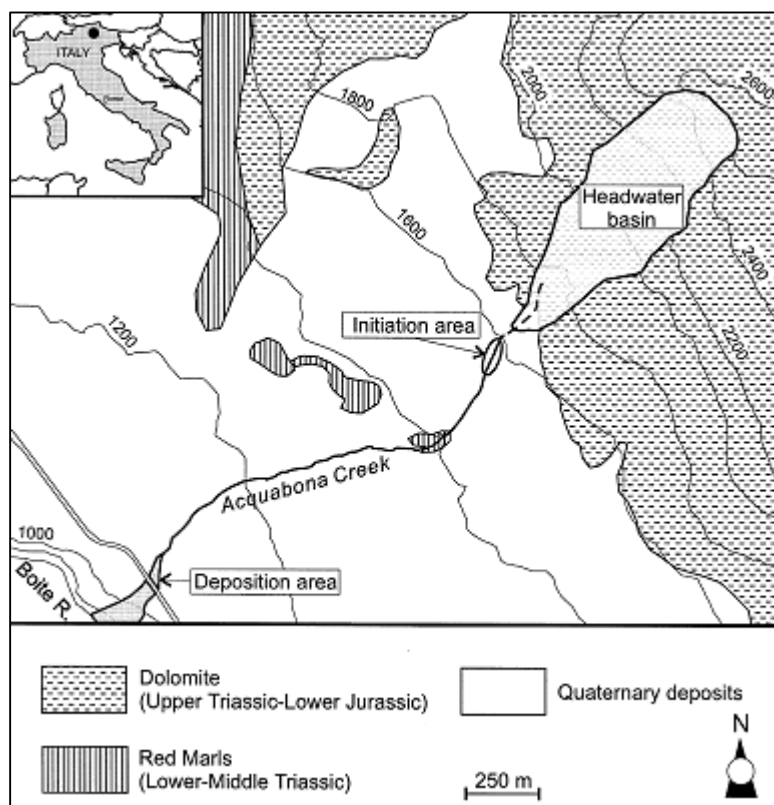 ITALY
1800
2000
2600
Headwater
basin
1600
2400
Initiation area
1200
2200
Acquabona Creek
1000
Deposition area
Boite R.
Dolomite
(Upper Triassic-Lower Jurassic)
Quaternary deposits
Red Marls
(Lower-Middle Triassic)
N
250 m